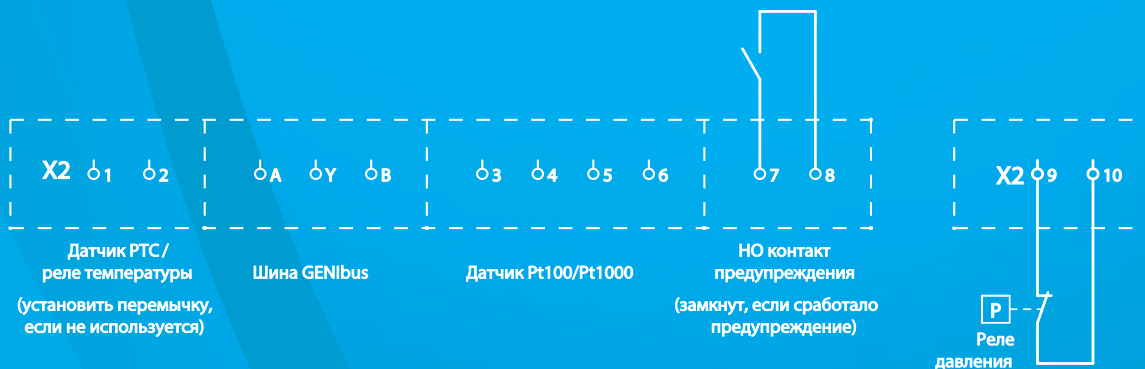 X2 1 2 A Y B 3 4 5 6 7 8 X2 9 10
Датчик PTC /
реле температуры
(установить перемычку,
если не используется)
Шина GENIbus
Датчик Pt100/Pt1000
НО контакт
предупреждения
(замкнут, если сработало
предупреждение)
P
Реле
давления